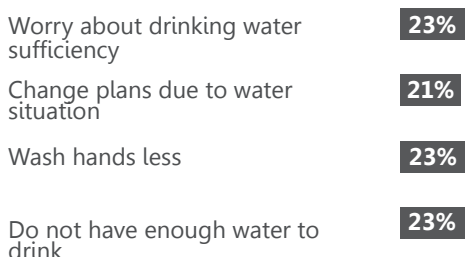 Worry about drinking water 23%
sufficiency
Change plans due to water 21%
situation
Wash hands less 23%
Do not have enough water to 23%
drink